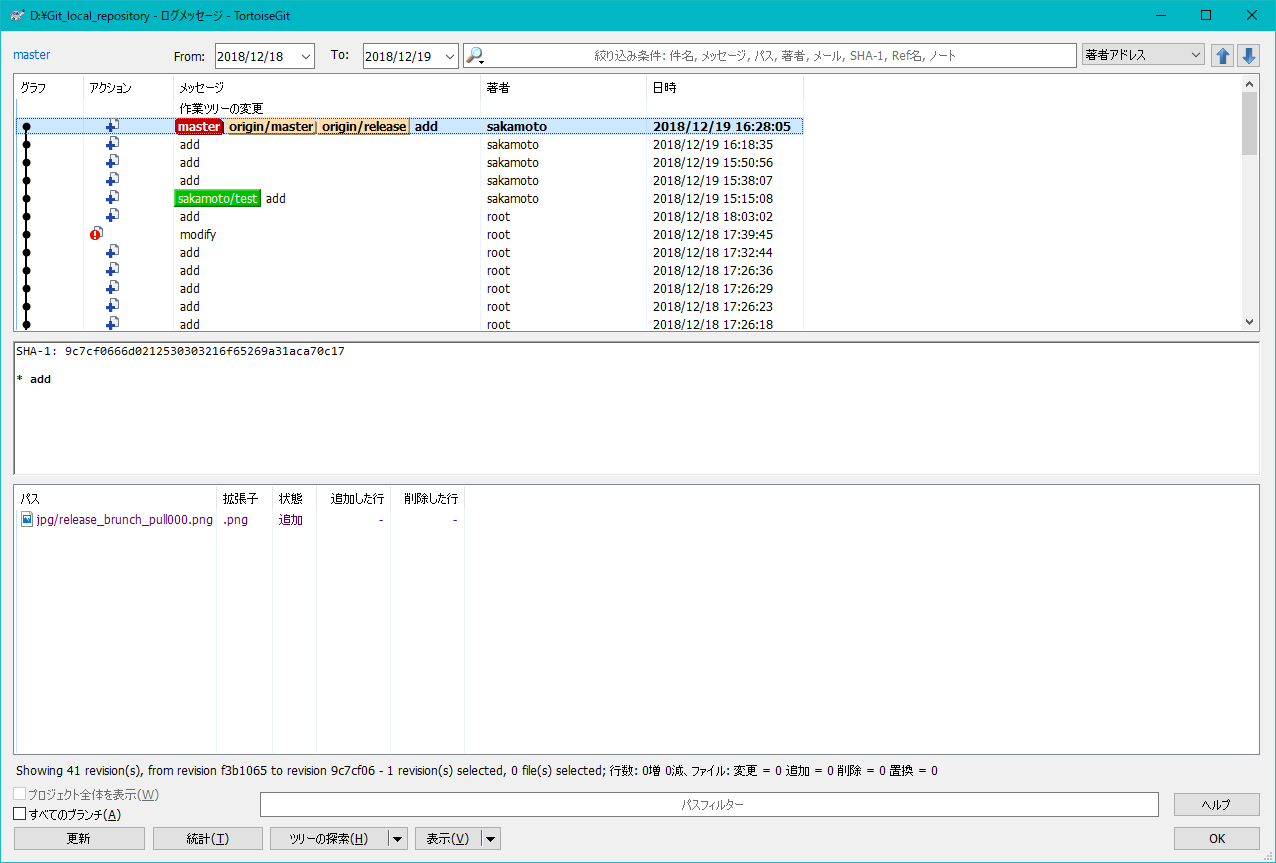 D:¥Git_local_repository - ログメッセージ - TortoiseGit
master From: 2018/12/18 To: 2018/12/19 絞り込み条件: 件名, メッセージ, パス, 著者, メール, SHA-1, Ref名, ノート 著者アドレス
グラフ アクション メッセージ 著者 日時
作業ツリーの変更
master origin/master origin/release add sakamoto 2018/12/19 16:28:05
add sakamoto 2018/12/19 16:18:35
add sakamoto 2018/12/19 15:50:56
add sakamoto 2018/12/19 15:38:07
sakamoto/test add sakamoto 2018/12/19 15:15:08
add root 2018/12/18 18:03:02
modify root 2018/12/18 17:39:45
add root 2018/12/18 17:32:44
add root 2018/12/18 17:26:36
add root 2018/12/18 17:26:29
add root 2018/12/18 17:26:23
add root 2018/12/18 17:26:18
SHA-1: 9c7cf0666d0212530303216f65269a31aca70c17
* add
パス 拡張子 状態 追加した行 削除した行
jpg/release_brunch_pull000.png .png 追加 - -
Showing 41 revision(s), from revision f3b1065 to revision 9c7cf06 - 1 revision(s) selected, 0 file(s) selected; 行数: 0増 0減、ファイル: 変更 = 0 追加 = 0 削除 = 0 置換 = 0
プロジェクト全体を表示(W)
すべてのブランチ(A) パスフィルター ヘルプ
更新 統計(T) ツリーの探索(H) 表示(V) OK